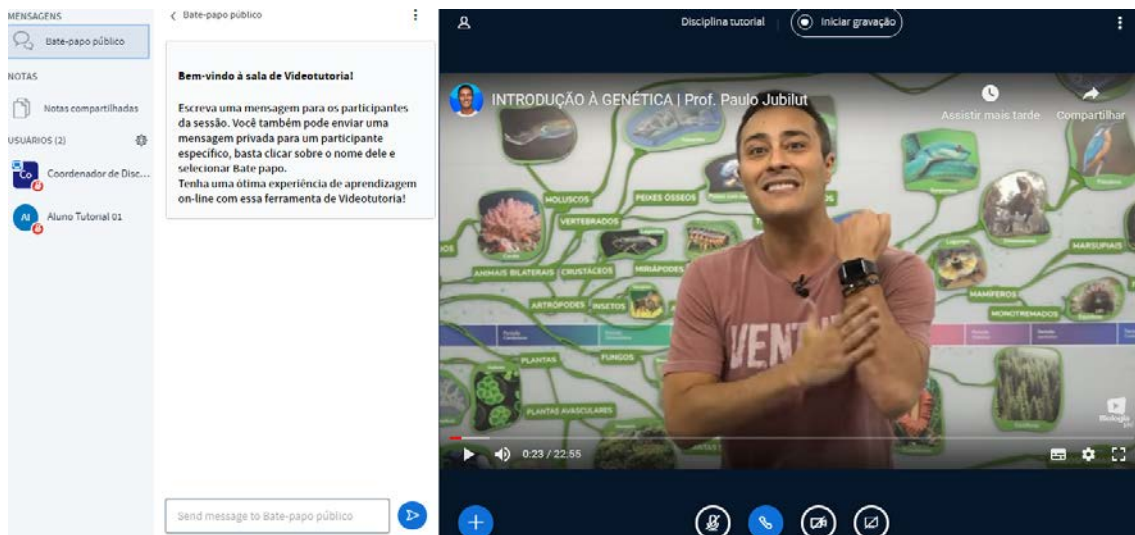 MENSAGENS
Bate-papo público
NOTAS
Notas compartilhadas
USUÁRIOS (2)
Co
Coordenador de Disc...
AI
Aluno Tutorial 01
Bate-papo público
Bem-vindo à sala de Videotutoria!
Escreva uma mensagem para os participantes
da sessão. Você também pode enviar uma
mensagem privada para um participante
específico, basta clicar sobre o nome dele e
selecionar Bate papo.
Tenha uma ótima experiência de aprendizagem
on-line com essa ferramenta de Videotutoria!
Send message to Bate-papo público
Disciplina tutorial
Iniciar gravação
INTRODUÇÃO À GENÉTICA | Prof. Paulo Jubilut
Assistir mais tarde
Compartilhar
MOLUSCOS
PEIXES ÓSSEOS
VERTEBRADOS
MARSUPIAIS
ANIMAIS BILATERAIS
CRUSTÁCEOS
MIRIÁPODES
MAMÍFEROS
ARTRÓPODES
INSETOS
MONOTREMADOS
VENT
PLANTAS
FUNGOS
PLANTAS AVASCULARES
Biologia
0:23 / 22:55